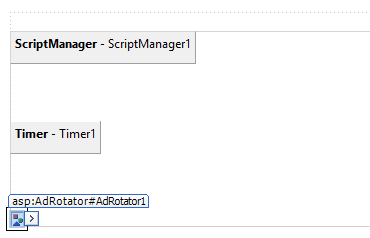 ScriptManager - ScriptManager1
Timer - Timer1
asp:AdRotator#AdRotator1